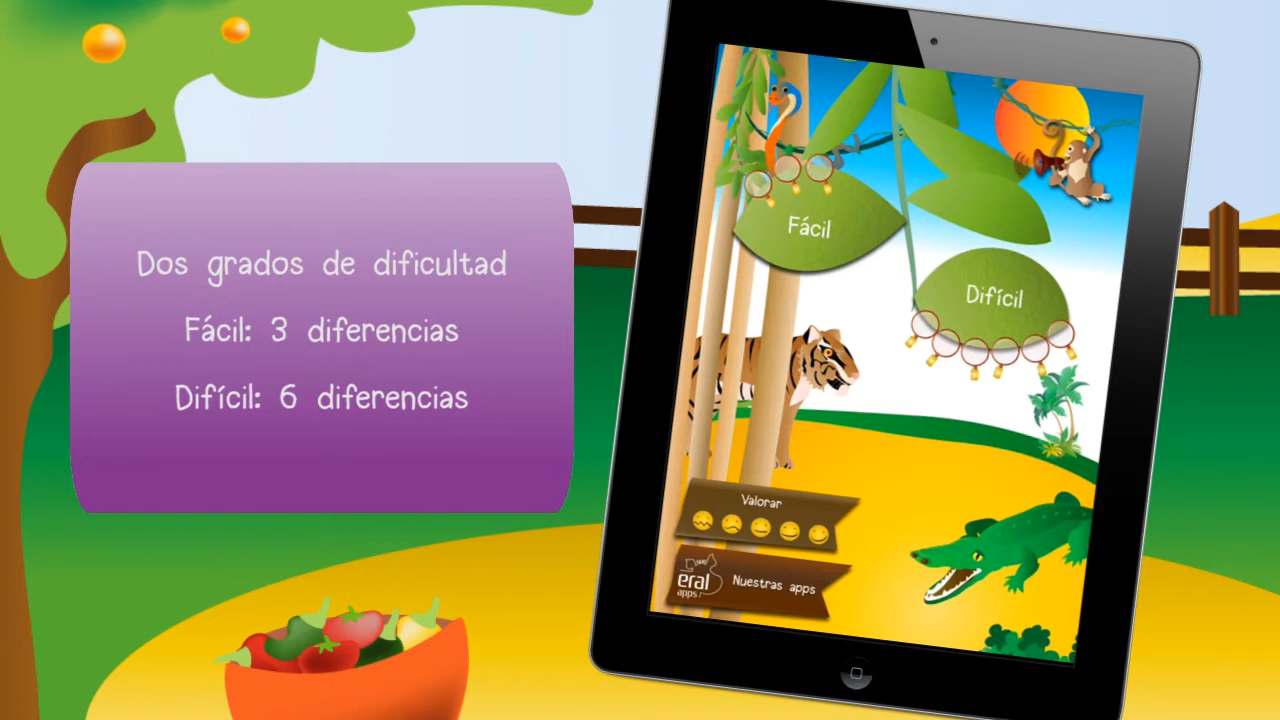 Dos grados de dificultad
Fácil: 3 diferencias
Difícil: 6 diferencias
Fácil
Difícil
Valorar
eral
apps
Nuestras apps